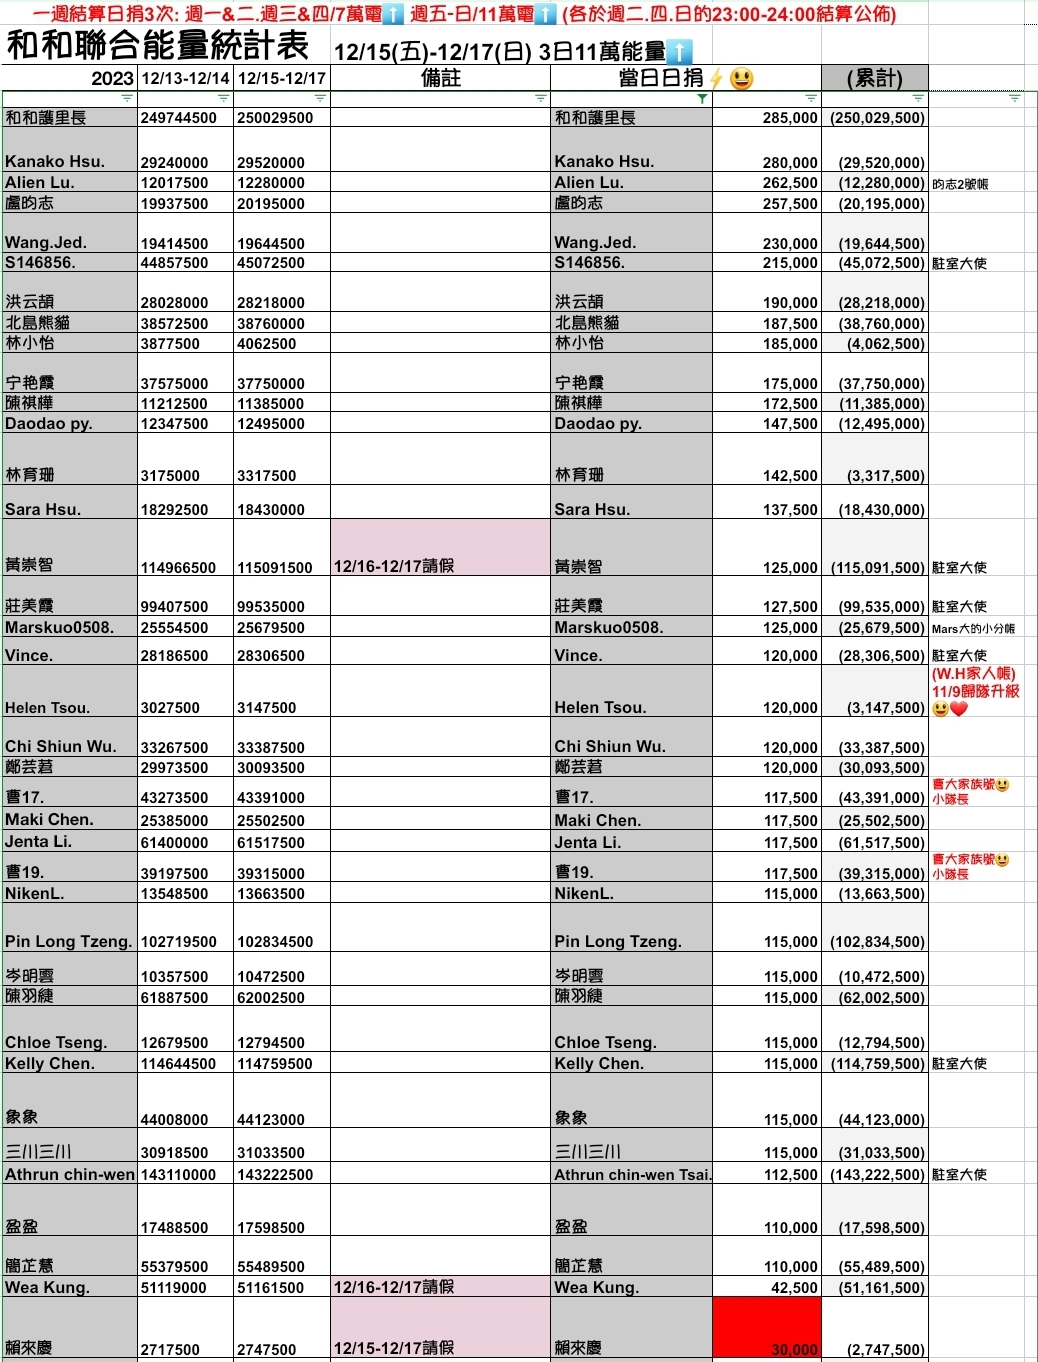 一週結算日捐3次: 週一&二.週三&四/7萬電⬆️ 週五-日/11萬電⬆️ (各於週二.四.日的23:00-24:00結算公佈)
和和聯合能量統計表 12/15(五)-12/17(日) 3日11萬能量⬆️
2023 12/13-12/14 12/15-12/17 備註 當日日捐⚡😃 (累計)
和和護里長 249744500 250029500 和和護里長 285,000 (250,029,500)
Kanako Hsu. 29240000 29520000 Kanako Hsu. 280,000 (29,520,000)
Alien Lu. 12017500 12280000 Alien Lu. 262,500 (12,280,000) 昀志2號帳
盧昀志 19937500 20195000 盧昀志 257,500 (20,195,000)
Wang.Jed. 19414500 19644500 Wang.Jed. 230,000 (19,644,500)
S146856. 44857500 45072500 S146856. 215,000 (45,072,500) 駐室大使
洪云頡 28028000 28218000 洪云頡 190,000 (28,218,000)
北島熊貓 38572500 38760000 北島熊貓 187,500 (38,760,000)
林小怡 3877500 4062500 林小怡 185,000 (4,062,500)
宁艳霞 37575000 37750000 宁艳霞 175,000 (37,750,000)
陳祺樺 11212500 11385000 陳祺樺 172,500 (11,385,000)
Daodao py. 12347500 12495000 Daodao py. 147,500 (12,495,000)
林育珊 3175000 3317500 林育珊 142,500 (3,317,500)
Sara Hsu. 18292500 18430000 Sara Hsu. 137,500 (18,430,000)
黃崇智 114966500 115091500 12/16-12/17請假 黃崇智 125,000 (115,091,500) 駐室大使
莊美霞 99407500 99535000 莊美霞 127,500 (99,535,000) 駐室大使
Marskuo0508. 25554500 25679500 Marskuo0508. 125,000 (25,679,500) Mars大的小分帳
Vince. 28186500 28306500 Vince. 120,000 (28,306,500) 駐室大使
(W.H家人帳)
11/9歸隊升級
Helen Tsou. 3027500 3147500 Helen Tsou. 120,000 (3,147,500) 😃❤️
Chi Shiun Wu. 33267500 33387500 Chi Shiun Wu. 120,000 (33,387,500)
鄭芸莙 29973500 30093500 鄭芸莙 120,000 (30,093,500)
曹大家族號😃
曹17. 43273500 43391000 曹17. 117,500 (43,391,000) 小隊長
Maki Chen. 25385000 25502500 Maki Chen. 117,500 (25,502,500)
Jenta Li. 61400000 61517500 Jenta Li. 117,500 (61,517,500)
曹大家族號😃
曹19. 39197500 39315000 曹19. 117,500 (39,315,000) 小隊長
NikenL. 13548500 13663500 NikenL. 115,000 (13,663,500)
Pin Long Tzeng. 102719500 102834500 Pin Long Tzeng. 115,000 (102,834,500)
岑明雲 10357500 10472500 岑明雲 115,000 (10,472,500)
陳羽緁 61887500 62002500 陳羽緁 115,000 (62,002,500)
Chloe Tseng. 12679500 12794500 Chloe Tseng. 115,000 (12,794,500)
Kelly Chen. 114644500 114759500 Kelly Chen. 115,000 (114,759,500) 駐室大使
象象 44008000 44123000 象象 115,000 (44,123,000)
三川三川 30918500 31033500 三川三川 115,000 (31,033,500)
Athrun chin-wen 143110000 143222500 Athrun chin-wen Tsai. 112,500 (143,222,500) 駐室大使
盈盈 17488500 17598500 盈盈 110,000 (17,598,500)
簡芷慧 55379500 55489500 簡芷慧 110,000 (55,489,500)
Wea Kung. 51119000 51161500 12/16-12/17請假 Wea Kung. 42,500 (51,161,500)
賴來慶 2717500 2747500 12/15-12/17請假 賴來慶 30,000 (2,747,500)